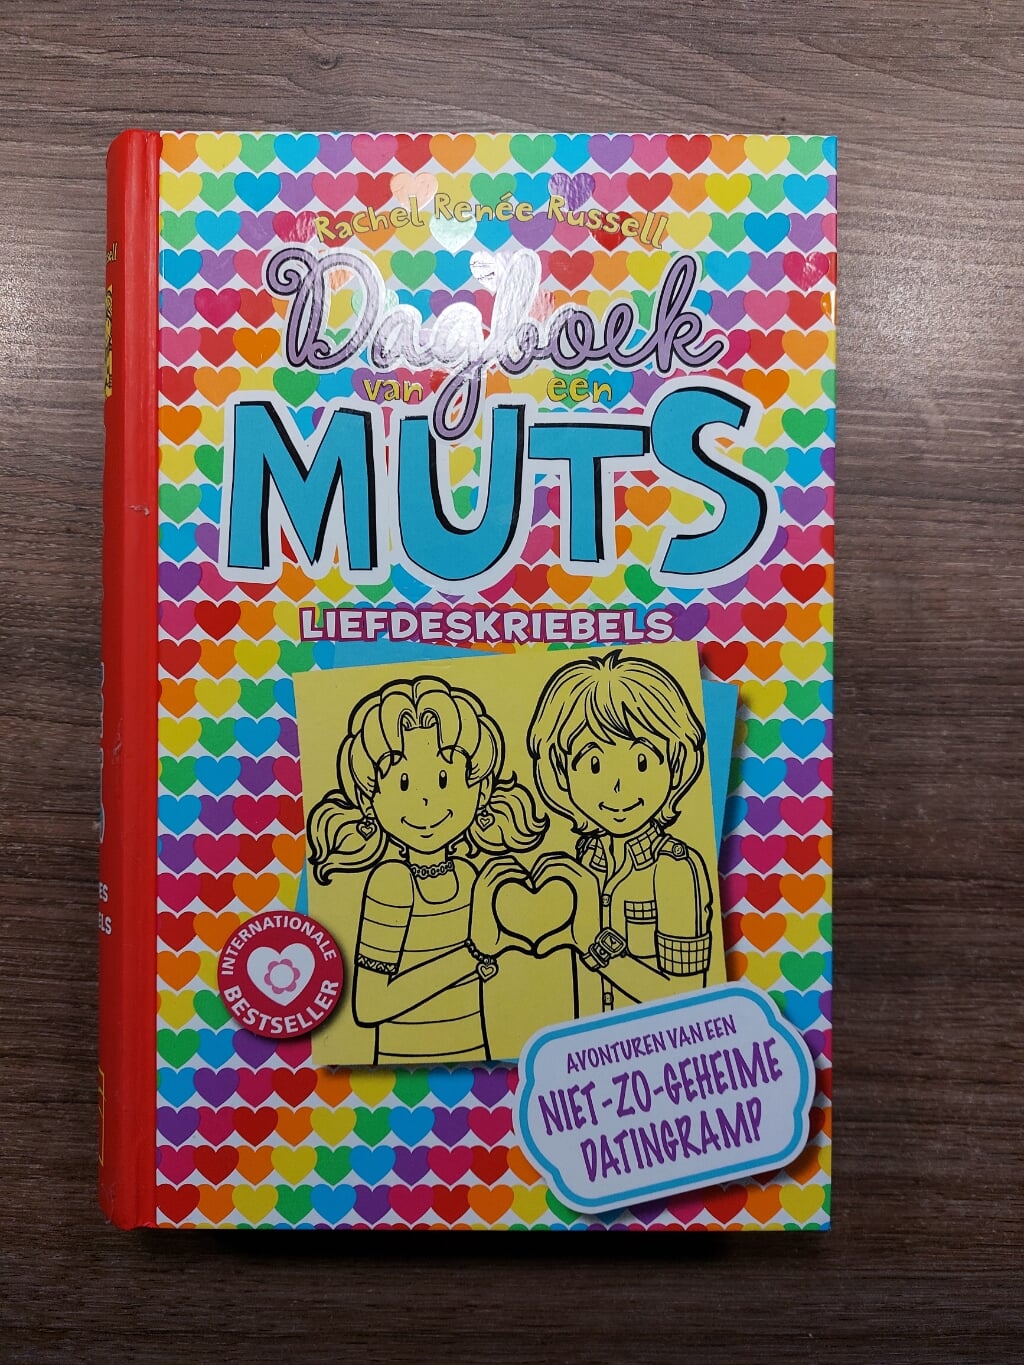 Rachel Renée Russell
Dagboek
van een
MUTS
LIEFDESKRIEBELS
INTERNATIONALE
BESTSELLER
AVONTUREN VAN EEN
NIET-ZO-GEHEIME
DATINGRAMP